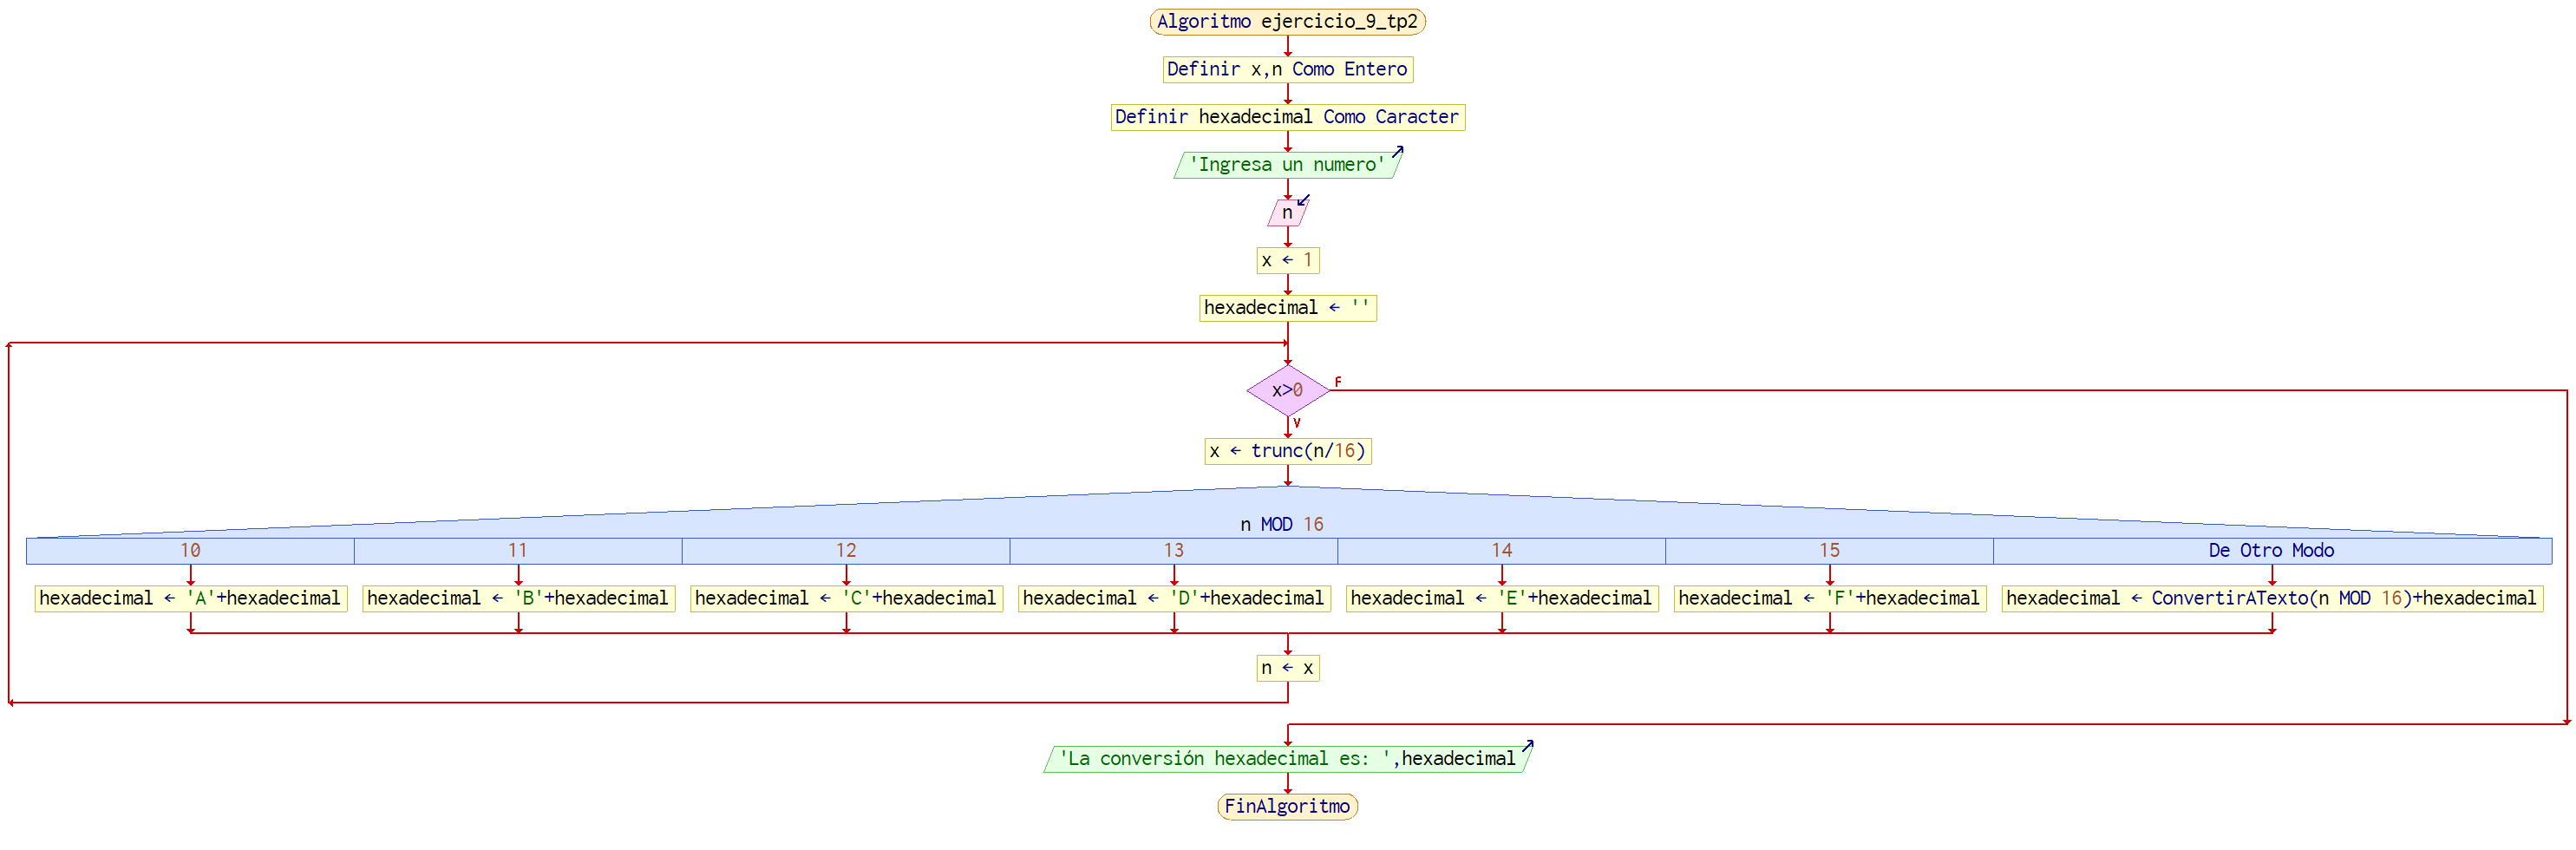 Algoritmo ejercicio_9_tp2
Definir x,n Como Entero
Definir hexadecimal Como Caracter
'Ingresa un numero'
n
x ← 1
hexadecimal ← ''
x>0
F
V
x ← trunc(n/16)
n MOD 16
10
11
12
13
14
15
De Otro Modo
hexadecimal ← 'A'+hexadecimal
hexadecimal ← 'B'+hexadecimal
hexadecimal ← 'C'+hexadecimal
hexadecimal ← 'D'+hexadecimal
hexadecimal ← 'E'+hexadecimal
hexadecimal ← 'F'+hexadecimal
hexadecimal ← ConvertirATexto(n MOD 16)+hexadecimal
n ← x
'La conversión hexadecimal es: ',hexadecimal
FinAlgoritmo